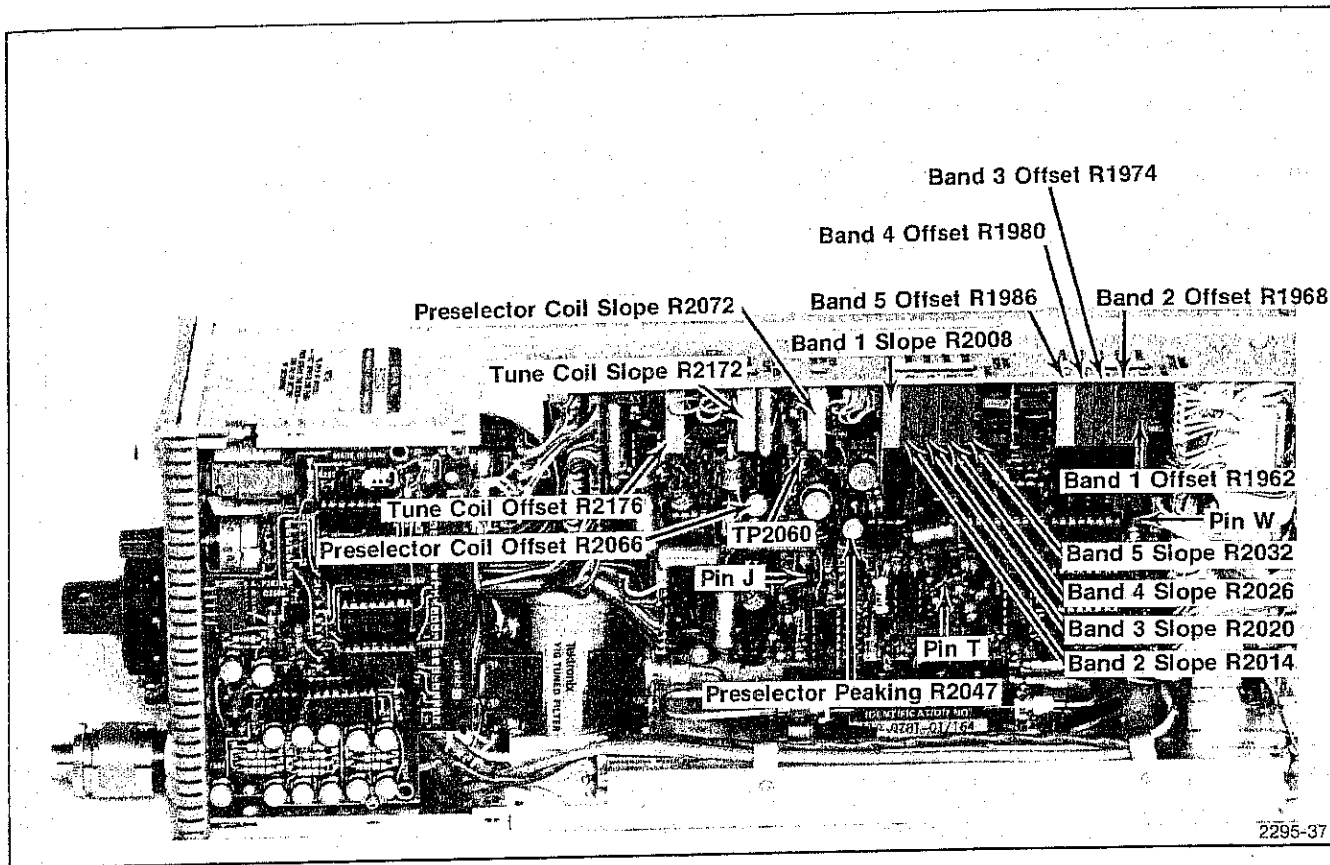 Band 3 Offset R1974
Band 4 Offset R1980
Band 5 Offset R1986
Band 2 Offset R1968
Preselector Coil Slope R2072
Band 1 Slope R2008
Tune Coil Slope R2172
Band 1 Offset R1962
Tune Coil Offset R2176
TP2060
Pin W
Preselector Coil Offset R2066
Band 5 Slope R2032
Pin J
Band 4 Slope R2026
Band 3 Slope R2020
Pin T
Band 2 Slope R2014
Preselector Peaking R2047
Tektronix
YIG TUNED FILTER
IDENTIFICATION NO.
2295-37